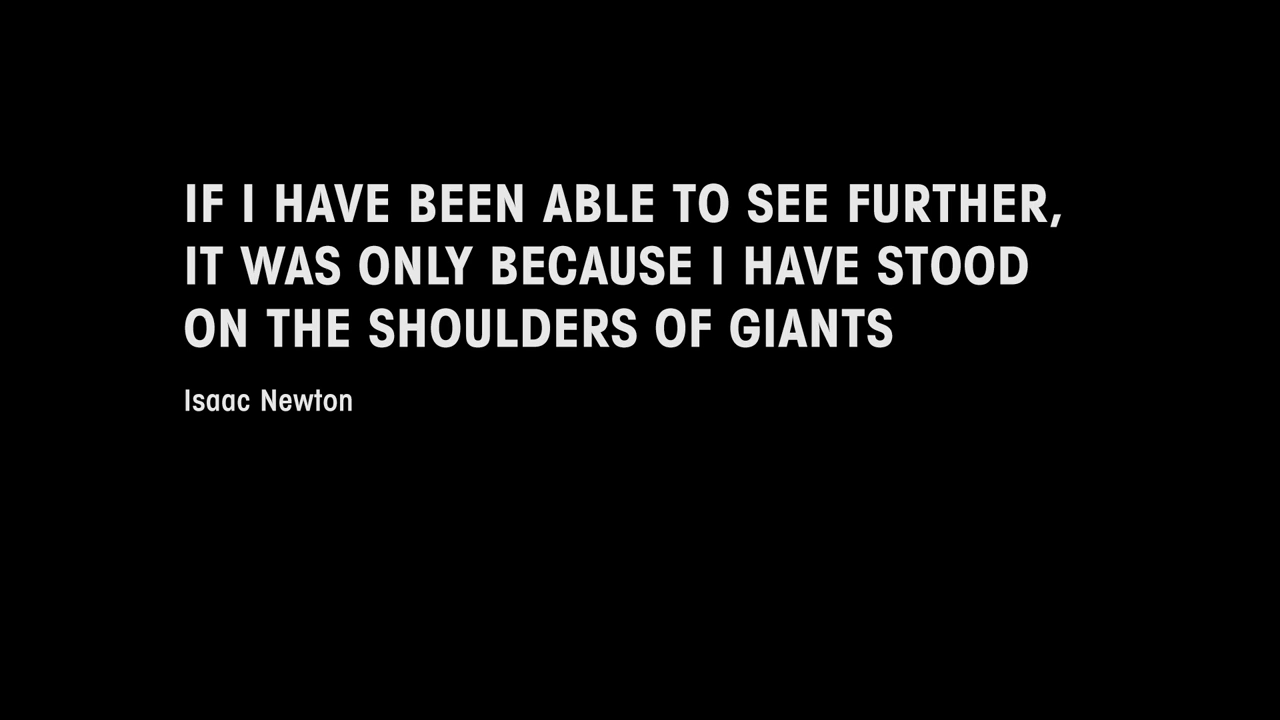 IF I HAVE BEEN ABLE TO SEE FURTHER,
IT WAS ONLY BECAUSE I HAVE STOOD
ON THE SHOULDERS OF GIANTS
Isaac Newton